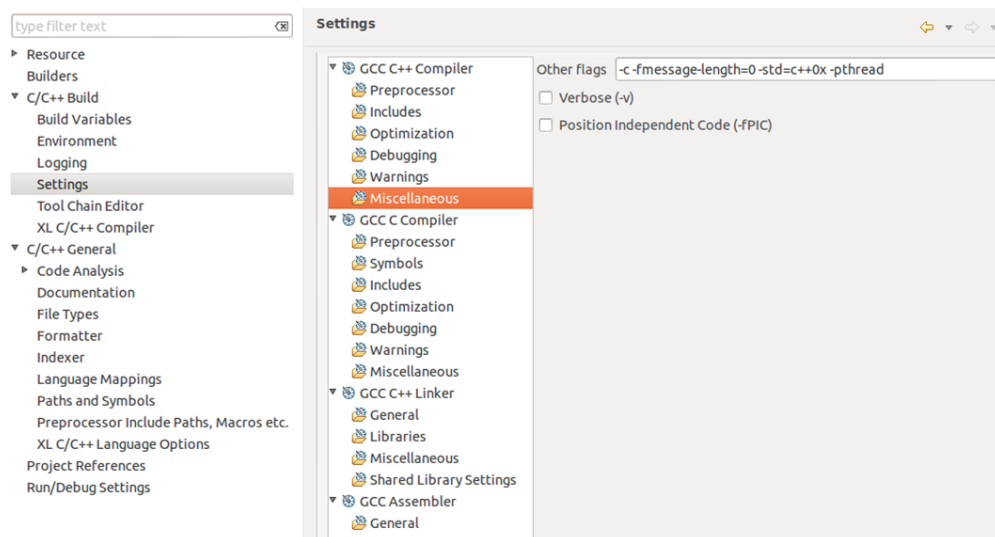 type filter text
Resource
Builders
C/C++ Build
Build Variables
Environment
Logging
Settings
Tool Chain Editor
XL C/C++ Compiler
C/C++ General
Code Analysis
Documentation
File Types
Formatter
Indexer
Language Mappings
Paths and Symbols
Preprocessor Include Paths, Macros etc.
XL C/C++ Language Options
Project References
Run/Debug Settings
Settings
GCC C++ Compiler
Preprocessor
Includes
Optimization
Debugging
Warnings
Miscellaneous
GCC C Compiler
Preprocessor
Symbols
Includes
Optimization
Debugging
Warnings
Miscellaneous
GCC C++ Linker
General
Libraries
Miscellaneous
Shared Library Settings
GCC Assembler
General
Other flags -c -fmessage-length=0 -std=c++0x -pthread
Verbose (-v)
Position Independent Code (-fPIC)